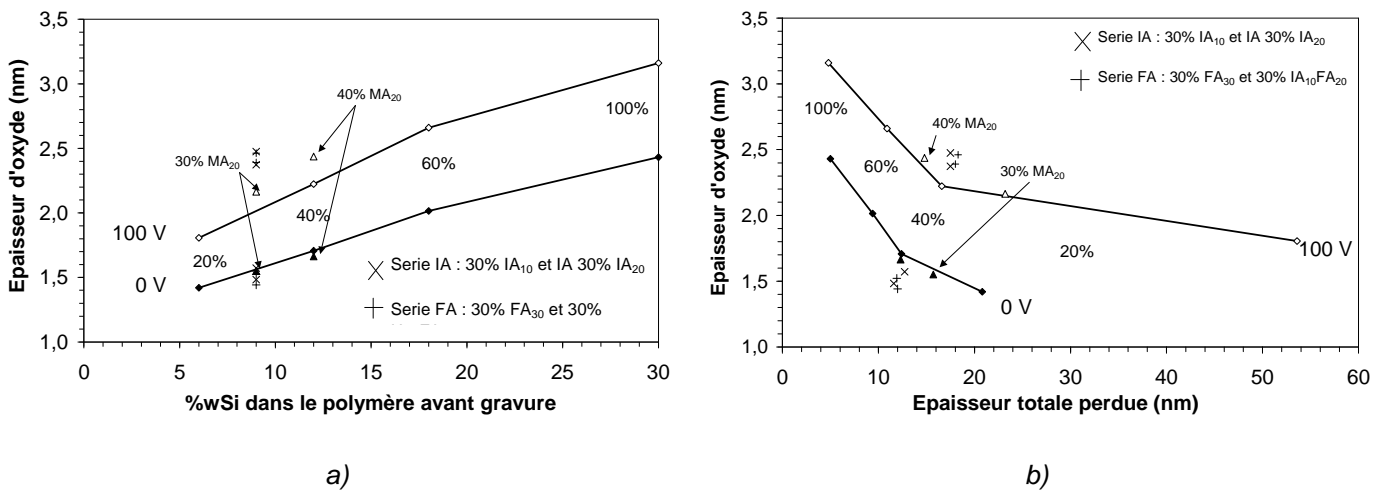 3,5
3,0
2,5
2,0
1,5
1,0
Epaisseur d'oxyde (nm)
40% MA20
30% MA20
100%
60%
40%
20%
100 V
0 V
Serie IA : 30% IA10 et IA 30% IA20
Serie FA : 30% FA30 et 30%
0 5 10 15 20 25 30
%wSi dans le polymère avant gravure
a)
3,5
3,0
2,5
2,0
1,5
1,0
Epaisseur d'oxyde (nm)
Serie IA : 30% IA10 et IA 30% IA20
Serie FA : 30% FA30 et 30% IA10FA20
100%
40% MA20
60%
30% MA20
40%
20%
100 V
0 V
0 10 20 30 40 50 60
Epaisseur totale perdue (nm)
b)